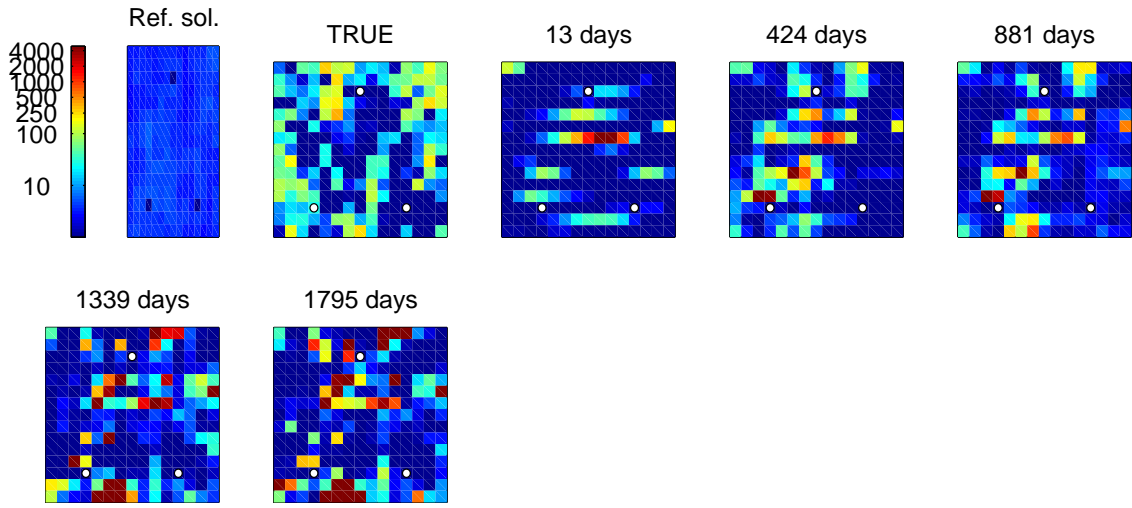 Ref. sol.
TRUE
13 days
424 days
881 days
4000
2000
1000
500
250
100
10
1339 days
1795 days